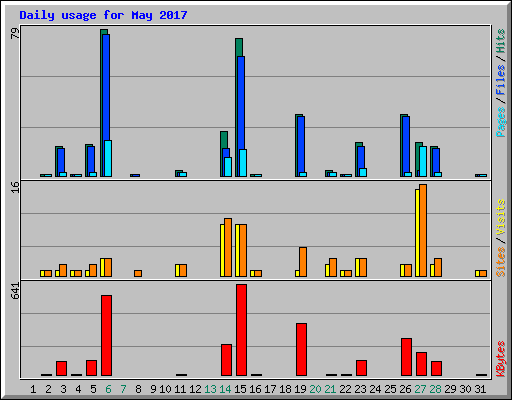 Daily usage for May 2017
79
Pages / Files / Hits
16
Sites / Visits
641
KBytes
1 2 3 4 5 6 7 8 9 10 11 12 13 14 15 16 17 18 19 20 21 22 23 24 25 26 27 28 29 30 31